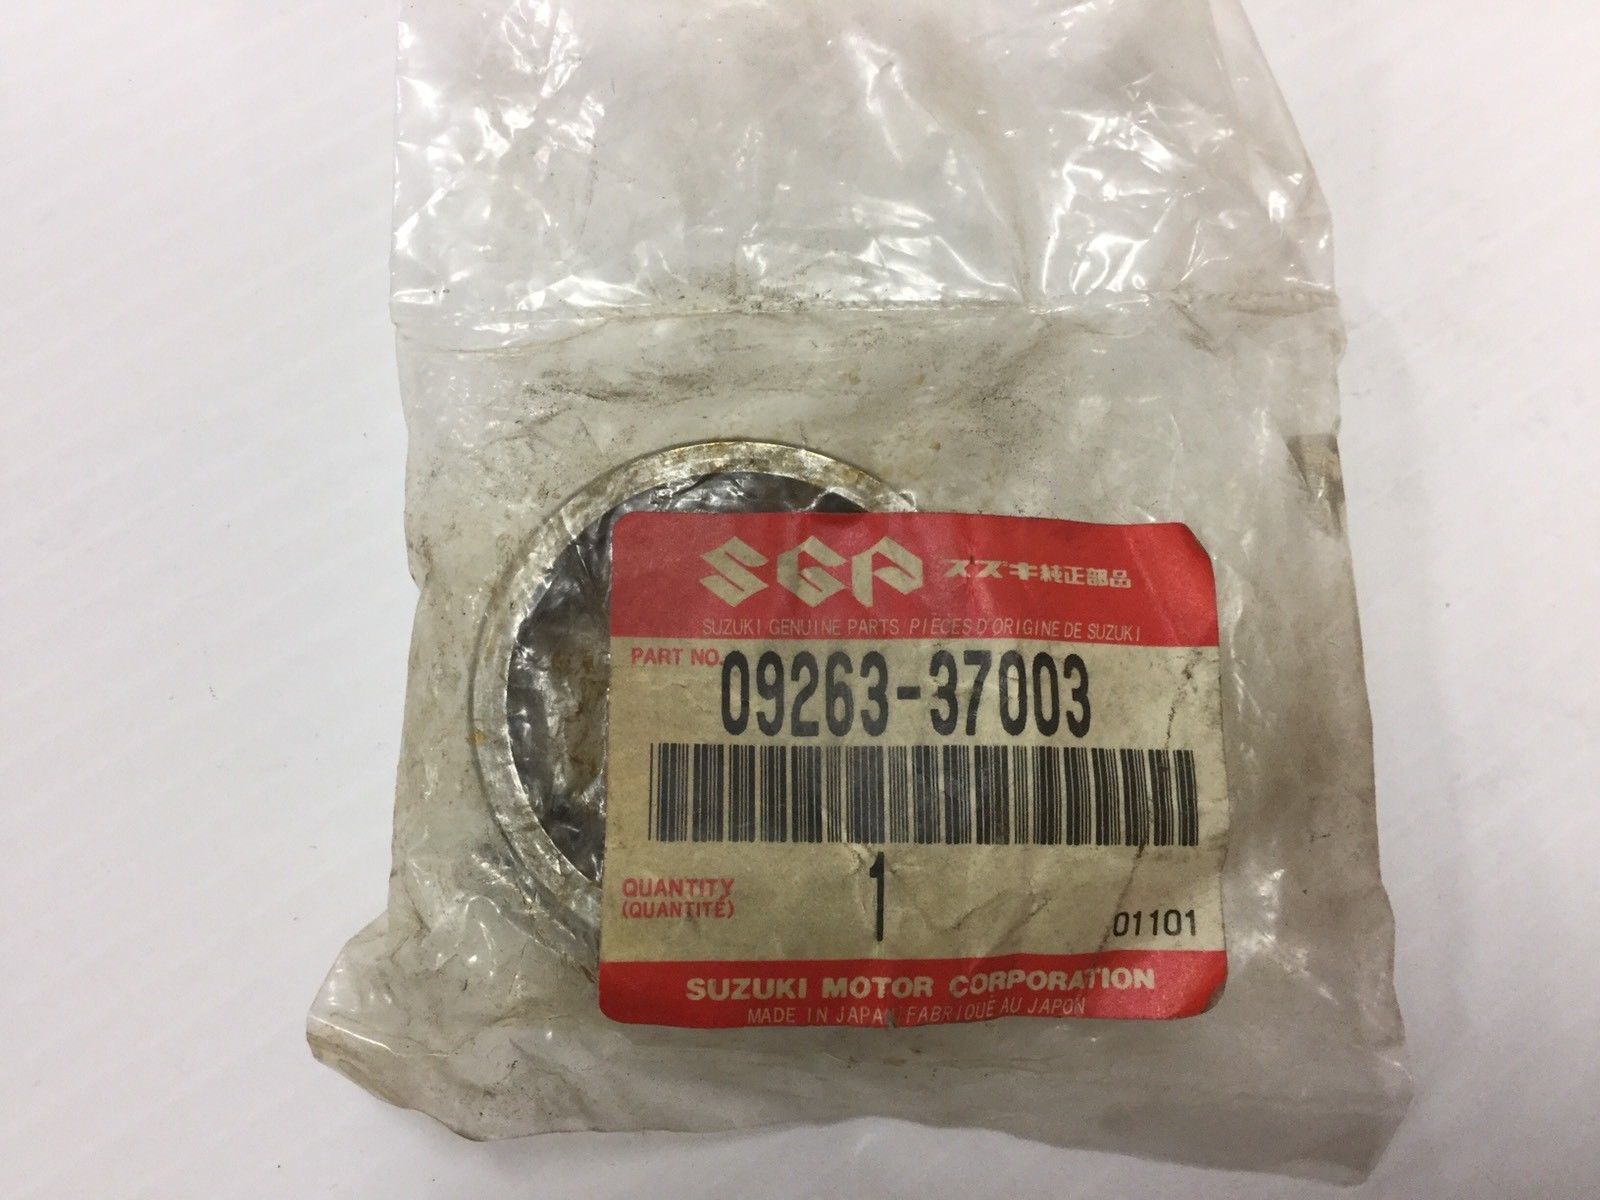 SGP スズキ純正部品
SUZUKI GENUINE PARTS PIECES D'ORIGINE DE SUZUKI
PART NO. 09263-37003
1
QUANTITY
(QUANTITÉ)
01101
SUZUKI MOTOR CORPORATION
MADE IN JAPAN FABRIQUÉ AU JAPON